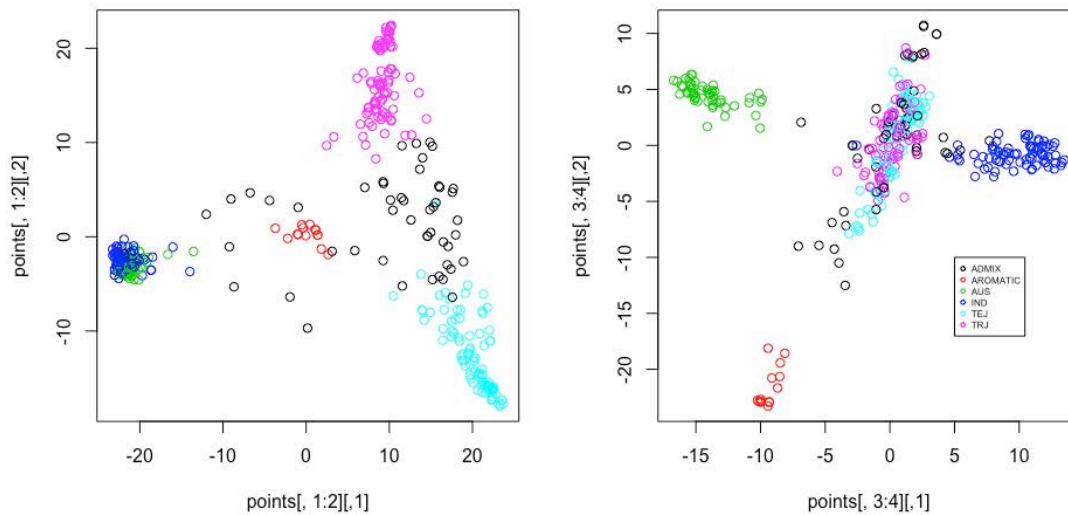 points[, 1:2][,2]
20
10
0
-10
-20
-10
0
10
20
points[, 1:2][,1]
points[, 3:4][,2]
10
5
0
-5
-10
-15
-20
-15
-10
-5
0
5
10
points[, 3:4][,1]
ADMIX
AROMATIC
AUS
IND
TEJ
TRJ